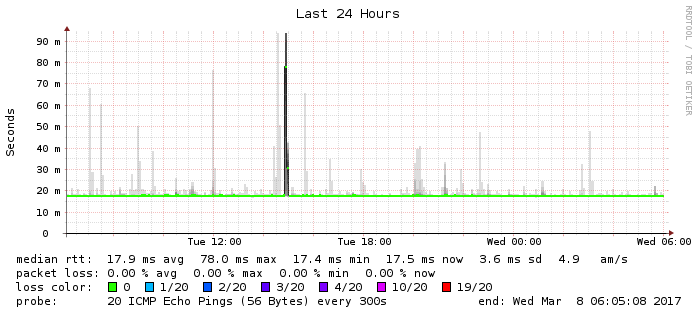 Last 24 Hours
RRDTOOL / TOBI OETIKER
Seconds
90 m
80 m
70 m
60 m
50 m
40 m
30 m
20 m
10 m
0
Tue 12:00 Tue 18:00 Wed 00:00 Wed 06:00
median rtt: 17.9 ms avg 78.0 ms max 17.4 ms min 17.5 ms now 3.6 ms sd 4.9 am/s
packet loss: 0.00 % avg 0.00 % max 0.00 % min 0.00 % now
loss color: 0 1/20 2/20 3/20 4/20 10/20 19/20
probe: 20 ICMP Echo Pings (56 Bytes) every 300s end: Wed Mar 8 06:05:08 2017